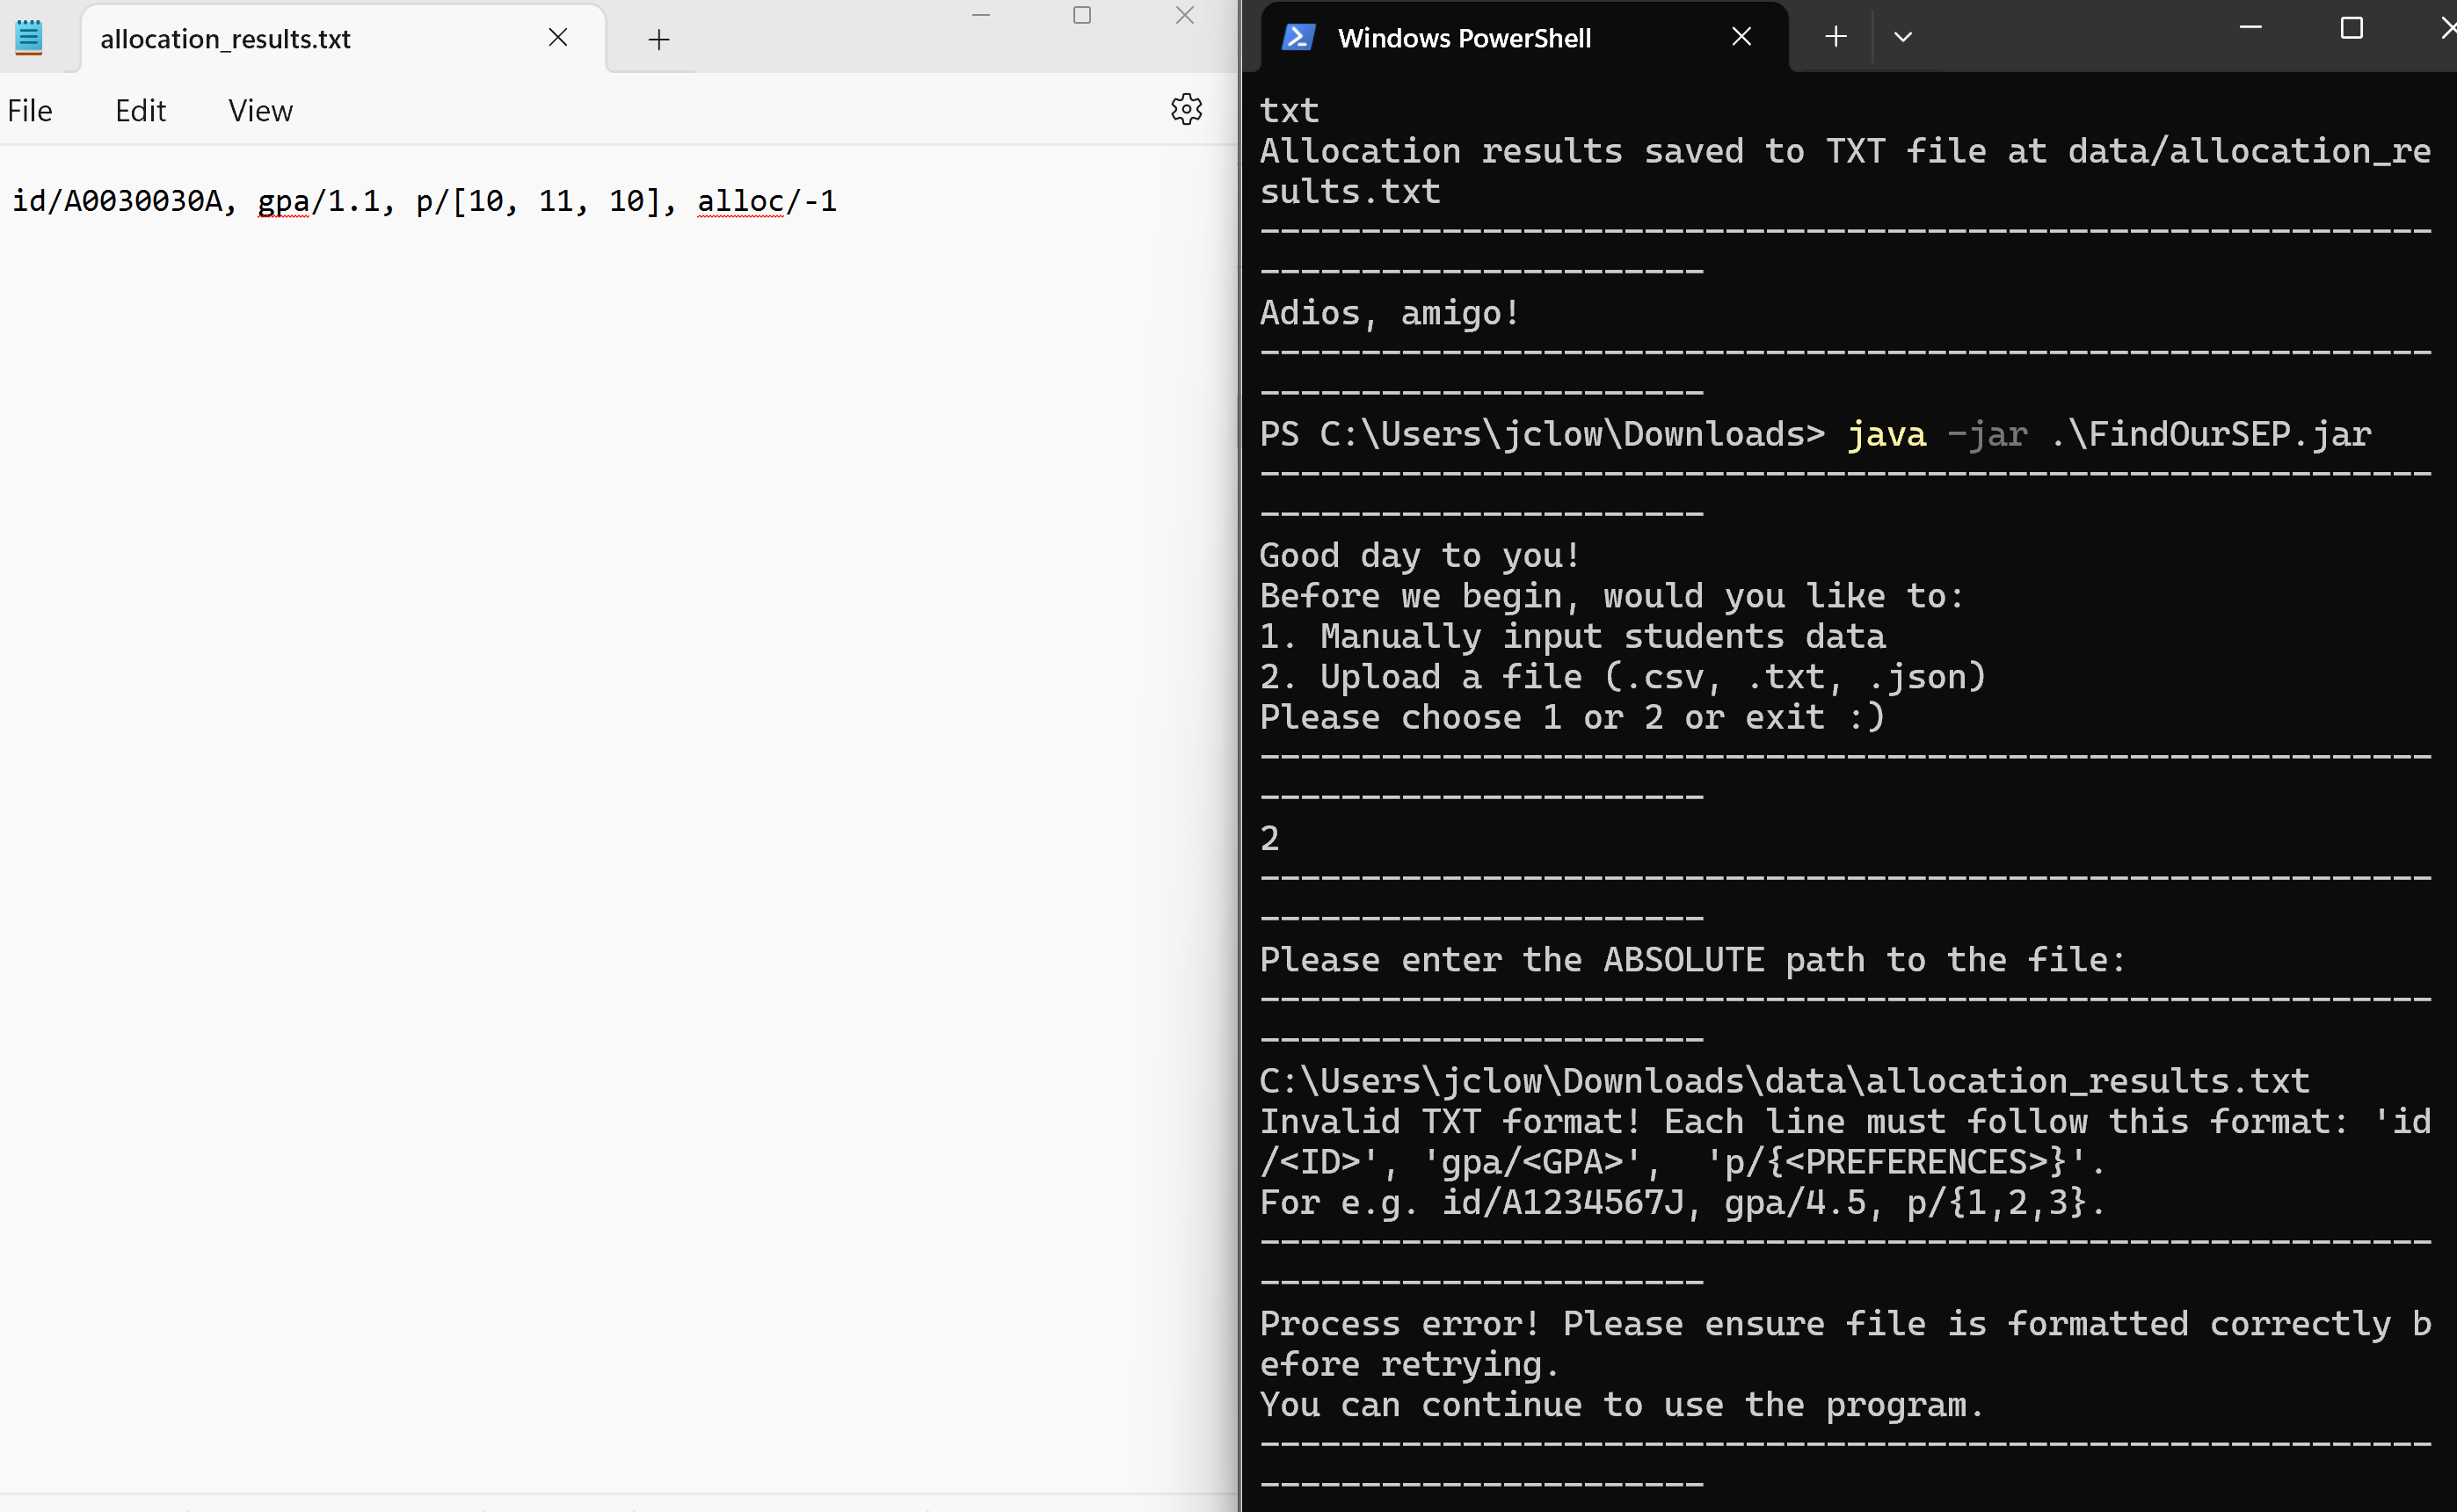 allocation_results.txt
File Edit View
id/A0030030A, gpa/1.1, p/[10, 11, 10], alloc/-1
Windows PowerShell
txt
Allocation results saved to TXT file at data/allocation_re
sults.txt
----------------------------------------------------------
----------------------
Adios, amigo!
----------------------------------------------------------
----------------------
PS C:\Users\jclow\Downloads> java -jar .\FindOurSEP.jar
----------------------------------------------------------
----------------------
Good day to you!
Before we begin, would you like to:
1. Manually input students data
2. Upload a file (.csv, .txt, .json)
Please choose 1 or 2 or exit :)
----------------------------------------------------------
----------------------
2
----------------------------------------------------------
----------------------
Please enter the ABSOLUTE path to the file:
----------------------------------------------------------
----------------------
C:\Users\jclow\Downloads\data\allocation_results.txt
Invalid TXT format! Each line must follow this format: 'id
/<ID>', 'gpa/<GPA>',  'p/{<PREFERENCES>}'.
For e.g. id/A1234567J, gpa/4.5, p/{1,2,3}.
----------------------------------------------------------
----------------------
Process error! Please ensure file is formatted correctly b
efore retrying.
You can continue to use the program.
----------------------------------------------------------
----------------------